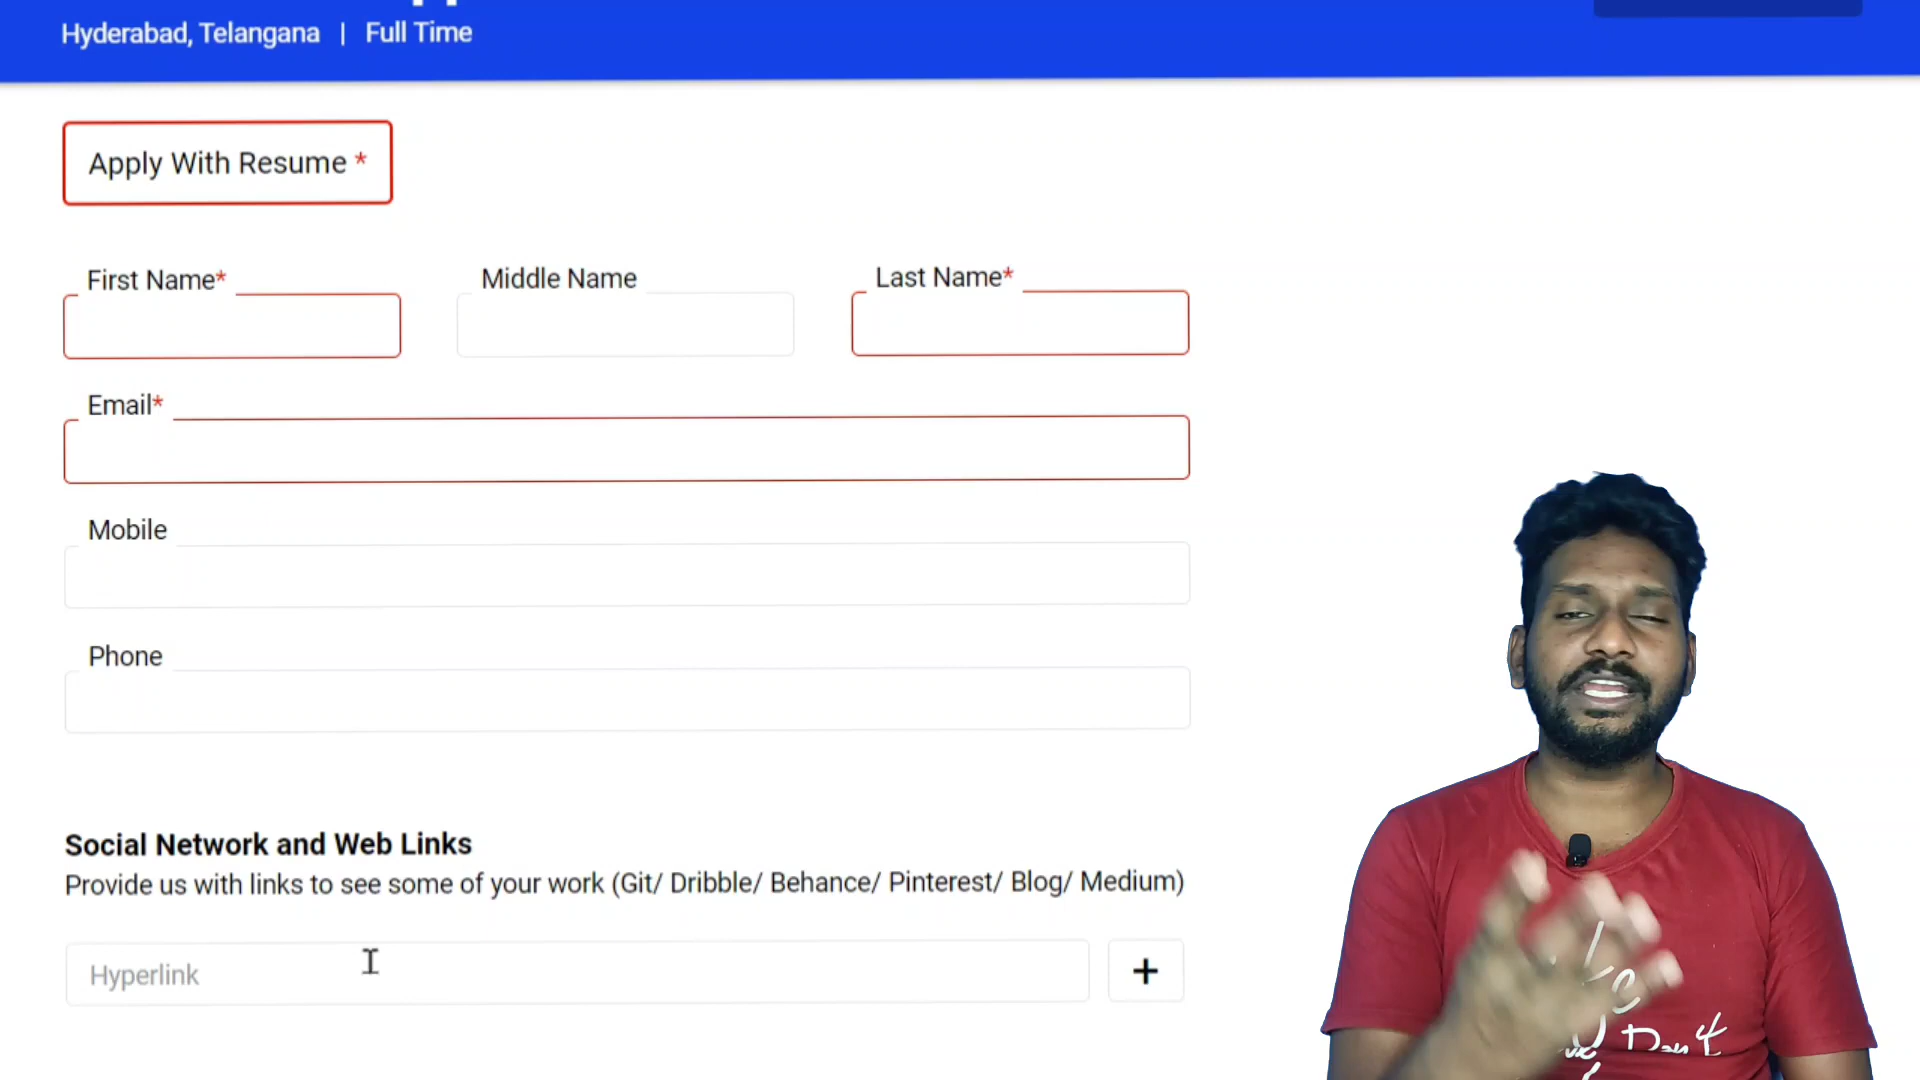 Hyderabad, Telangana | Full Time
Apply With Resume *
First Name*
Middle Name
Last Name*
Email*
Mobile
Phone
Social Network and Web Links
Provide us with links to see some of your work (Git/ Dribble/ Behance/ Pinterest/ Blog/ Medium)
Hyperlink
+